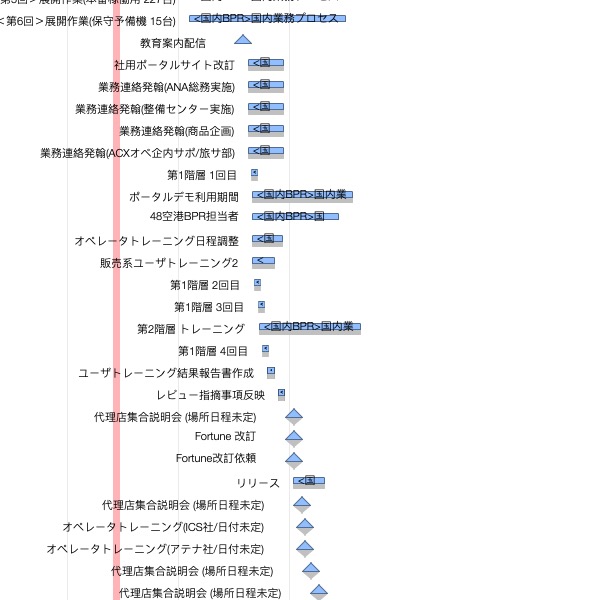 <第6回>展開作業(保守予備機 15台) <国内BPR>国内業務プロセス
教育案内配信
社用ポータルサイト改訂 <国
業務連絡発翰(ANA総務実施) <国
業務連絡発翰(整備センター実施) <国
業務連絡発翰(商品企画) <国
業務連絡発翰(ACXオペ企内サポ/旅サ部) <国
第1階層 1回目 <
ポータルデモ利用期間 <国内BPR>国内業
48空港BPR担当者 <国内BPR>国
オペレータトレーニング日程調整 <国
販売系ユーザトレーニング2 <
第1階層 2回目 <
第1階層 3回目 <
第2階層 トレーニング <国内BPR>国内業
第1階層 4回目 <
ユーザトレーニング結果報告書作成 <
レビュー指摘事項反映 <
代理店集合説明会 (場所日程未定)
Fortune 改訂
Fortune改訂依頼
リリース <国
代理店集合説明会 (場所日程未定)
オペレータトレーニング(ICS社/日付未定)
オペレータトレーニング(アテナ社/日付未定)
代理店集合説明会 (場所日程未定)
代理店集合説明会 (場所日程未定)